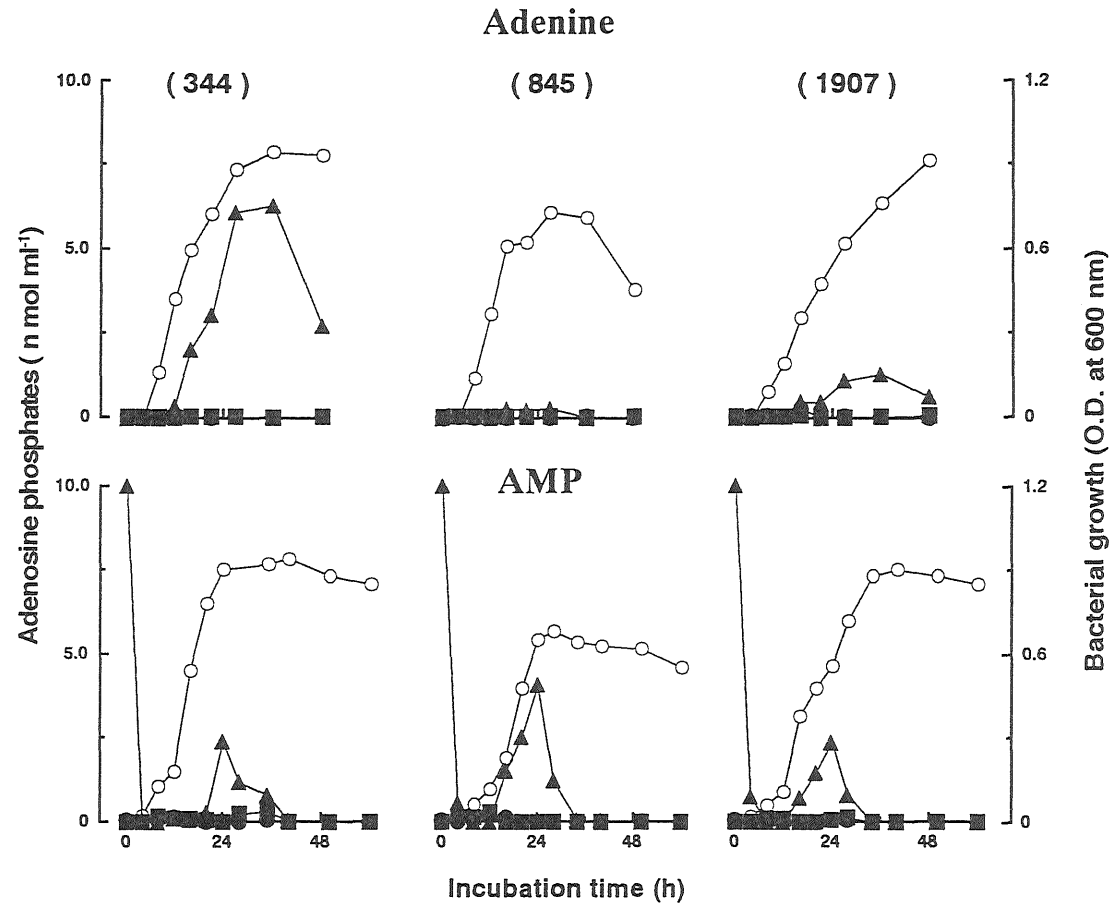 Adenine
( 344 ) ( 845 ) ( 1907 )
10.0
5.0
0
1.2
0.6
0
AMP
10.0
5.0
0
1.2
0.6
0
0 24 48 0 24 48 0 24 48
Incubation time (h)
Adenosine phosphates ( n mol ml-1)
Bacterial growth (O.D. at 600 nm)